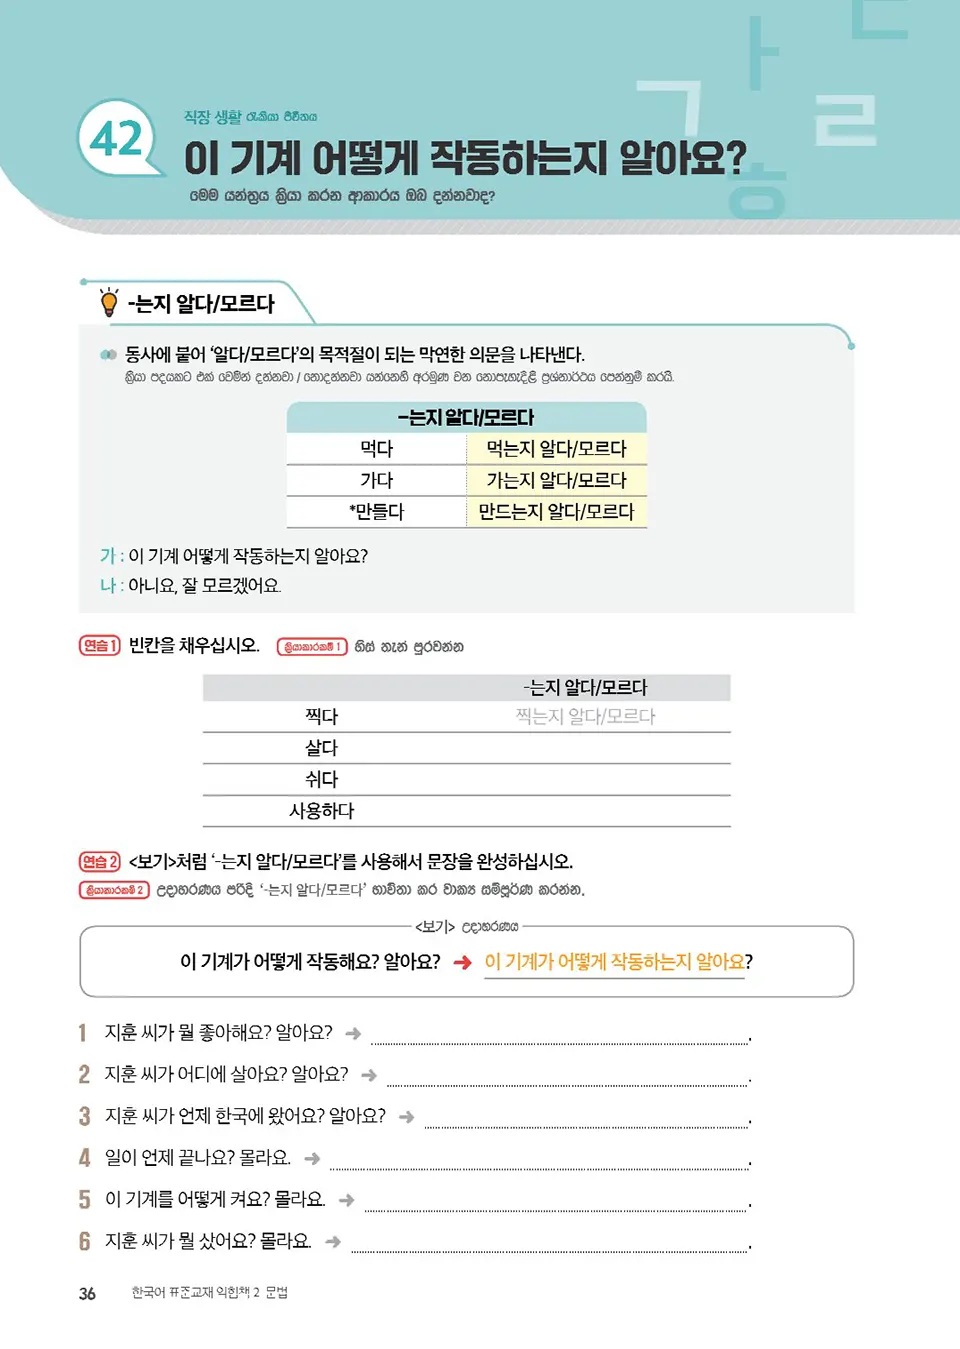 42
직장 생활 රැකියා ජීවිතය
이 기계 어떻게 작동하는지 알아요?
මෙම යන්ත්‍රය ක්‍රියා කරන ආකාරය ඔබ දන්නවාද?
ㄱ ㅏ ㄴ ㄹ ㅎ
-는지 알다/모르다
동사에 붙어 ‘알다/모르다’의 목적절이 되는 막연한 의문을 나타낸다.
ක්‍රියා පදයකට එක් වෙමින් දන්නවා / නොදන්නවා යන්නෙහි අරමුණ වන නොපැහැදිළි ප්‍රශ්නාර්ථය පෙන්නුම් කරයි.
-는지 알다/모르다
먹다 먹는지 알다/모르다
가다 가는지 알다/모르다
*만들다 만드는지 알다/모르다
가 : 이 기계 어떻게 작동하는지 알아요?
나 : 아니요, 잘 모르겠어요.
연습 1 빈칸을 채우십시오. ක්‍රියාකාරකම් 1 හිස් තැන් පුරවන්න
-는지 알다/모르다
찍다 찍는지 알다/모르다
살다
쉬다
사용하다
연습 2 <보기>처럼 ‘-는지 알다/모르다’를 사용해서 문장을 완성하십시오.
ක්‍රියාකාරකම් 2 උදාහරණය පරිදි ‘-는지 알다/모르다’ භාවිතා කර වාක්‍ය සම්පූර්ණ කරන්න.
<보기> උදාහරණය
이 기계가 어떻게 작동해요? 알아요? ➔ 이 기계가 어떻게 작동하는지 알아요?
1 지훈 씨가 뭘 좋아해요? 알아요? ➔ .
2 지훈 씨가 어디에 살아요? 알아요? ➔ .
3 지훈 씨가 언제 한국에 왔어요? 알아요? ➔ .
4 일이 언제 끝나요? 몰라요. ➔ .
5 이 기계를 어떻게 켜요? 몰라요. ➔ .
6 지훈 씨가 뭘 샀어요? 몰라요. ➔ .
36 한국어 표준교재 익힘책 2 문법